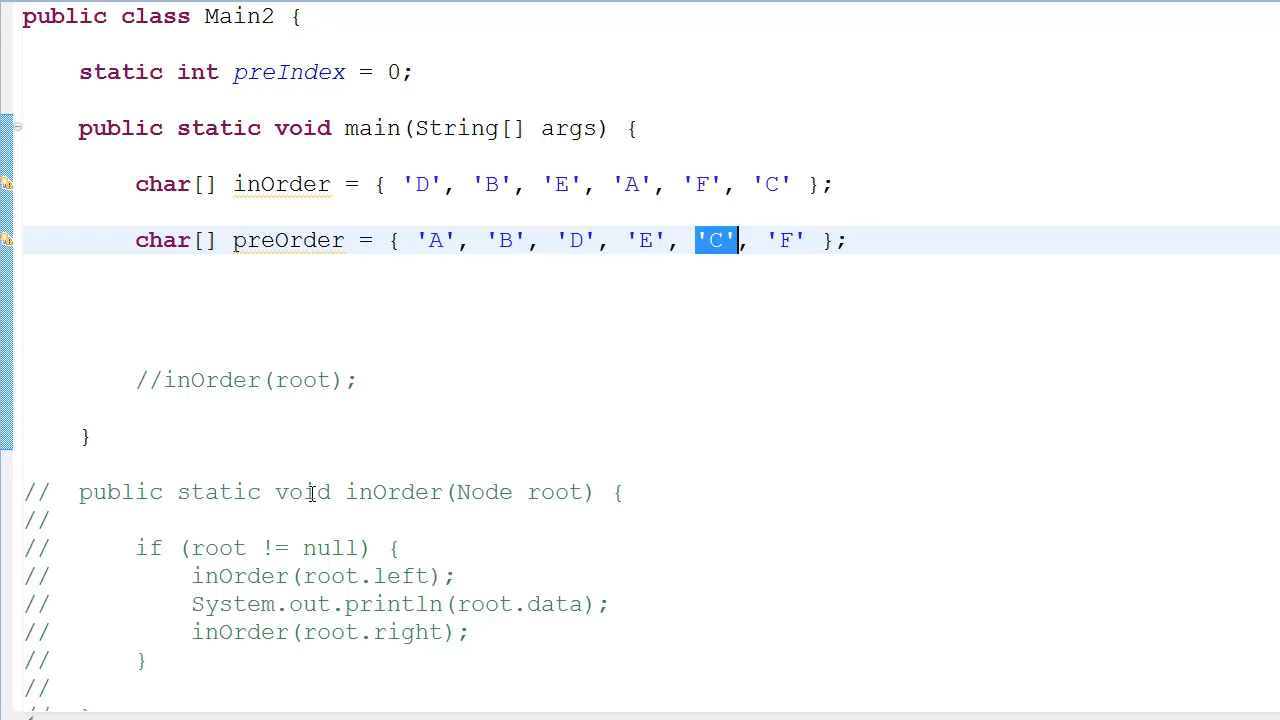 public class Main2 {
static int preIndex = 0;
public static void main(String[] args) {
char[] inOrder = { 'D', 'B', 'E', 'A', 'F', 'C' };
char[] preOrder = { 'A', 'B', 'D', 'E', 'C', 'F' };
//inOrder(root);
}
// public static void inOrder(Node root) {
//
// if (root != null) {
// inOrder(root.left);
// System.out.println(root.data);
// inOrder(root.right);
// }
//